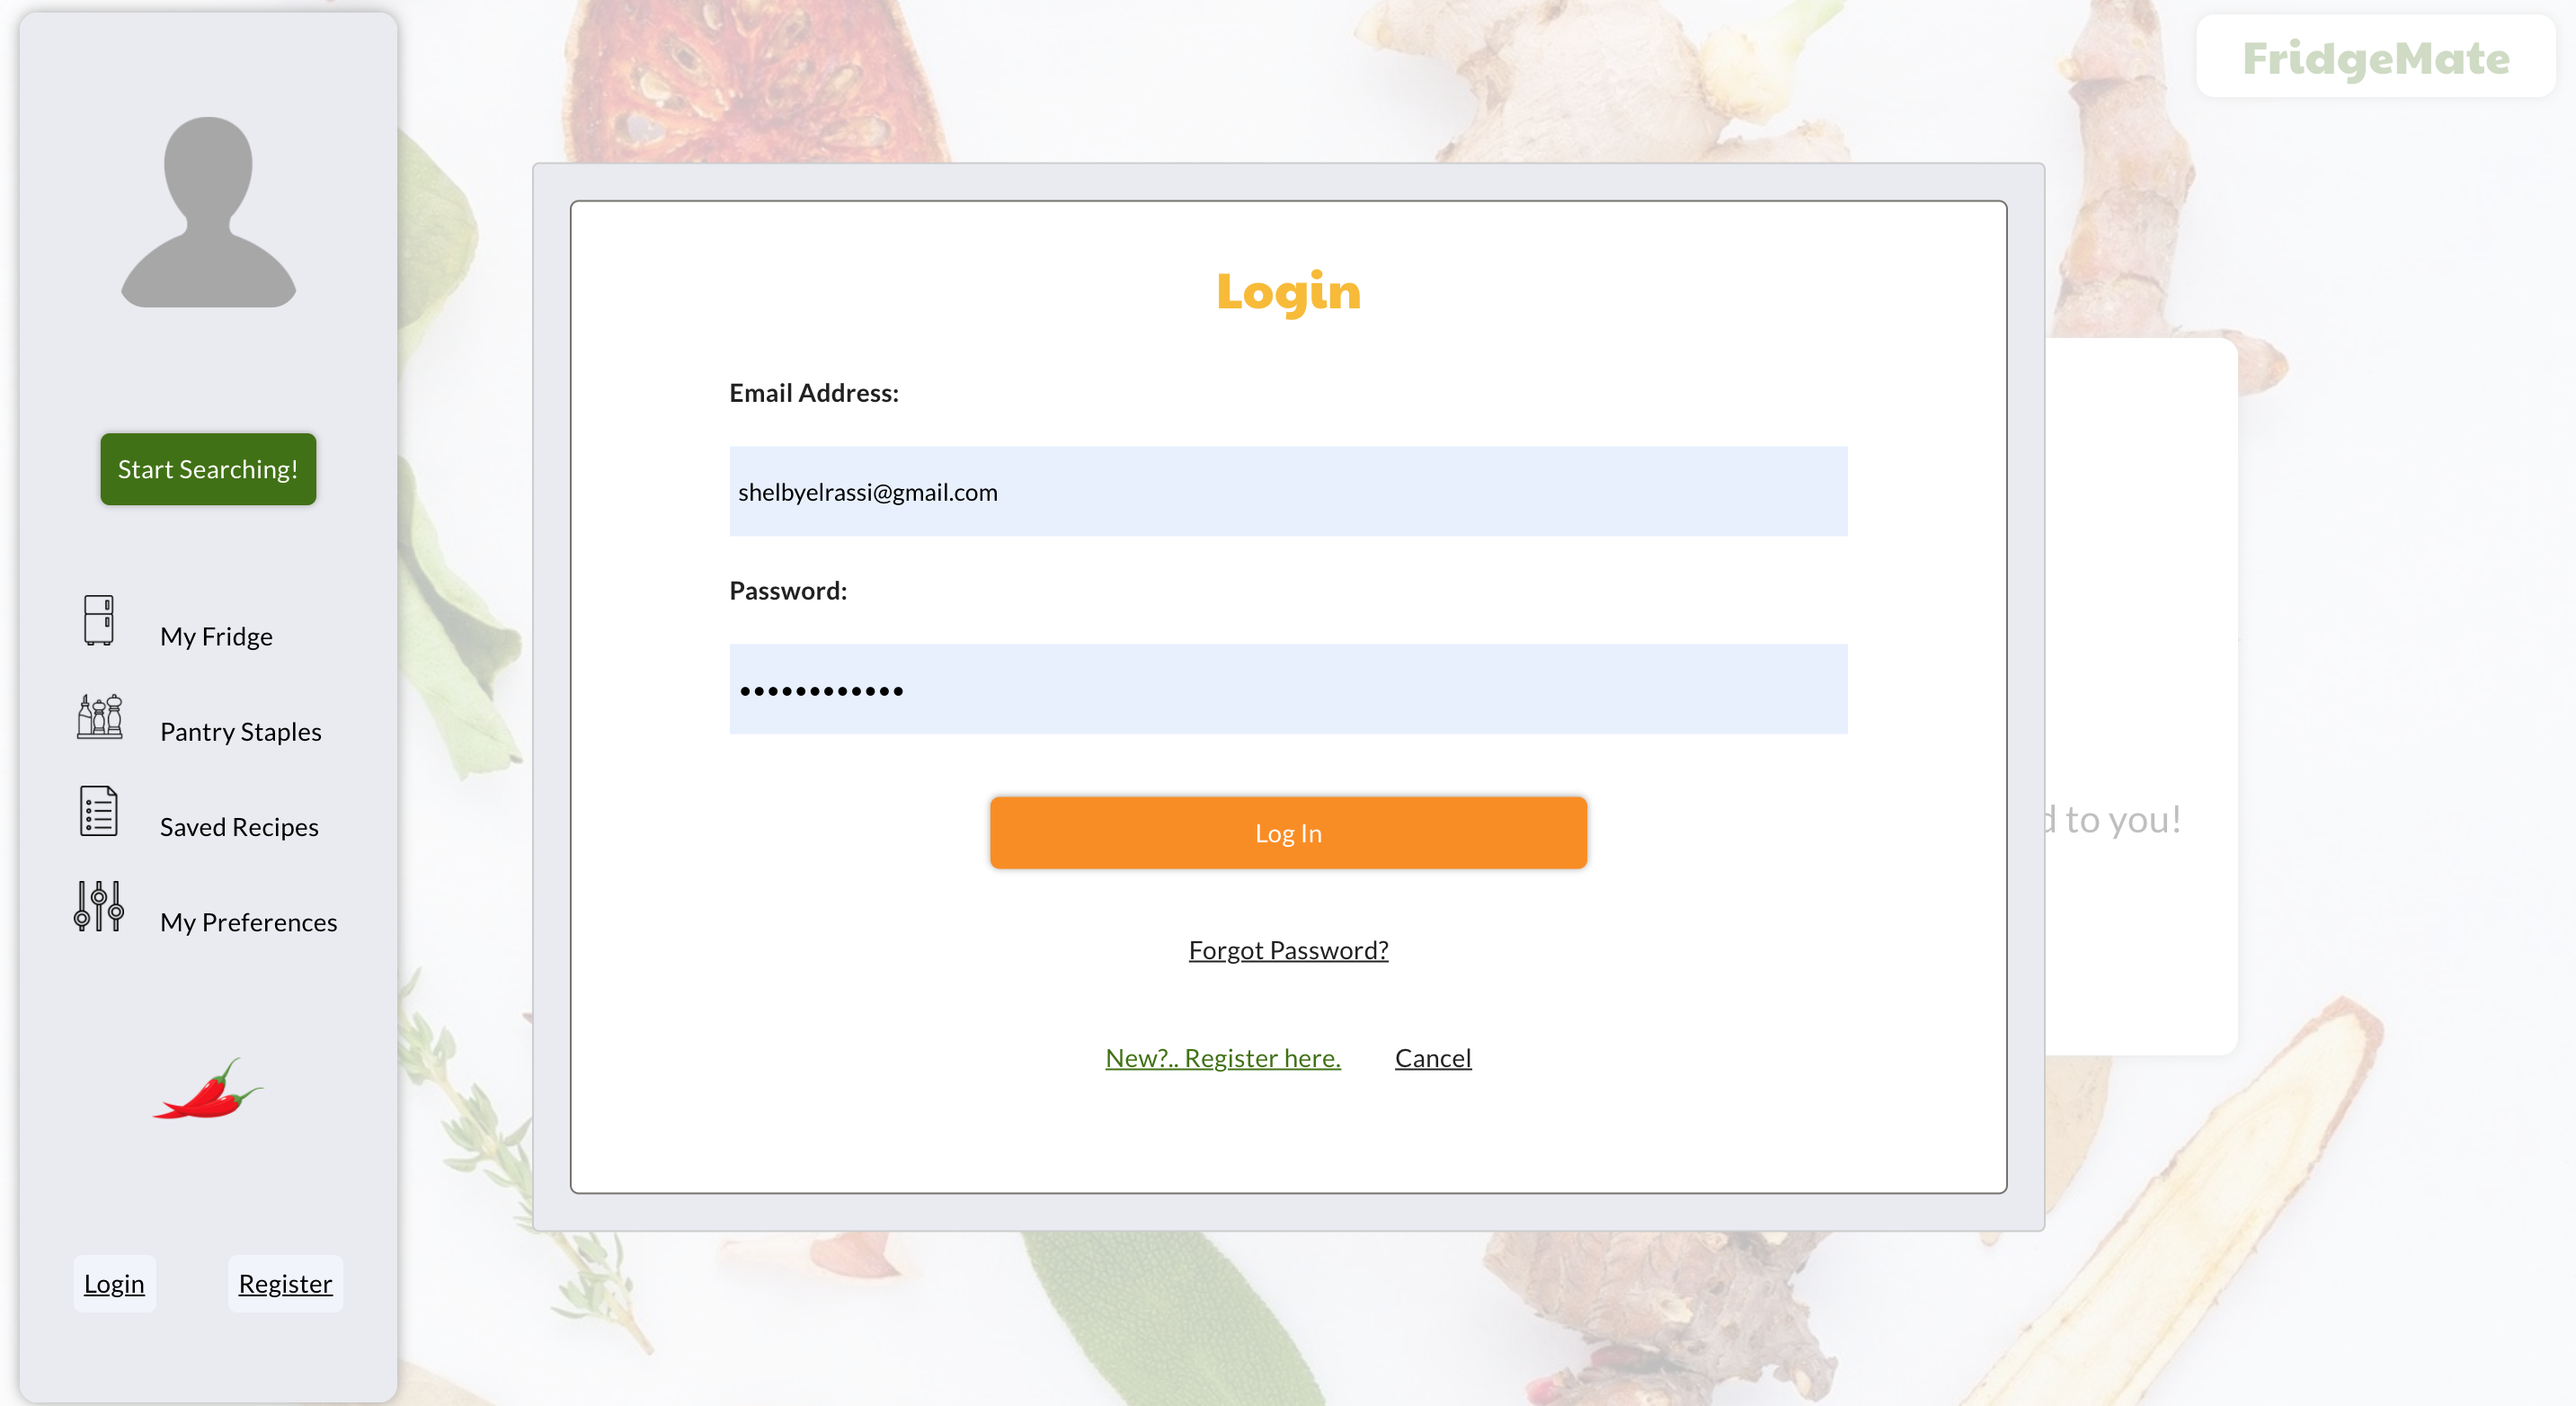 FridgeMate
Start Searching!
My Fridge
Pantry Staples
Saved Recipes
My Preferences
Login
Register
Login
Email Address:
shelbyelrassi@gmail.com
Password:
••••••••••••
Log In
Forgot Password?
New?.. Register here. Cancel
to you!